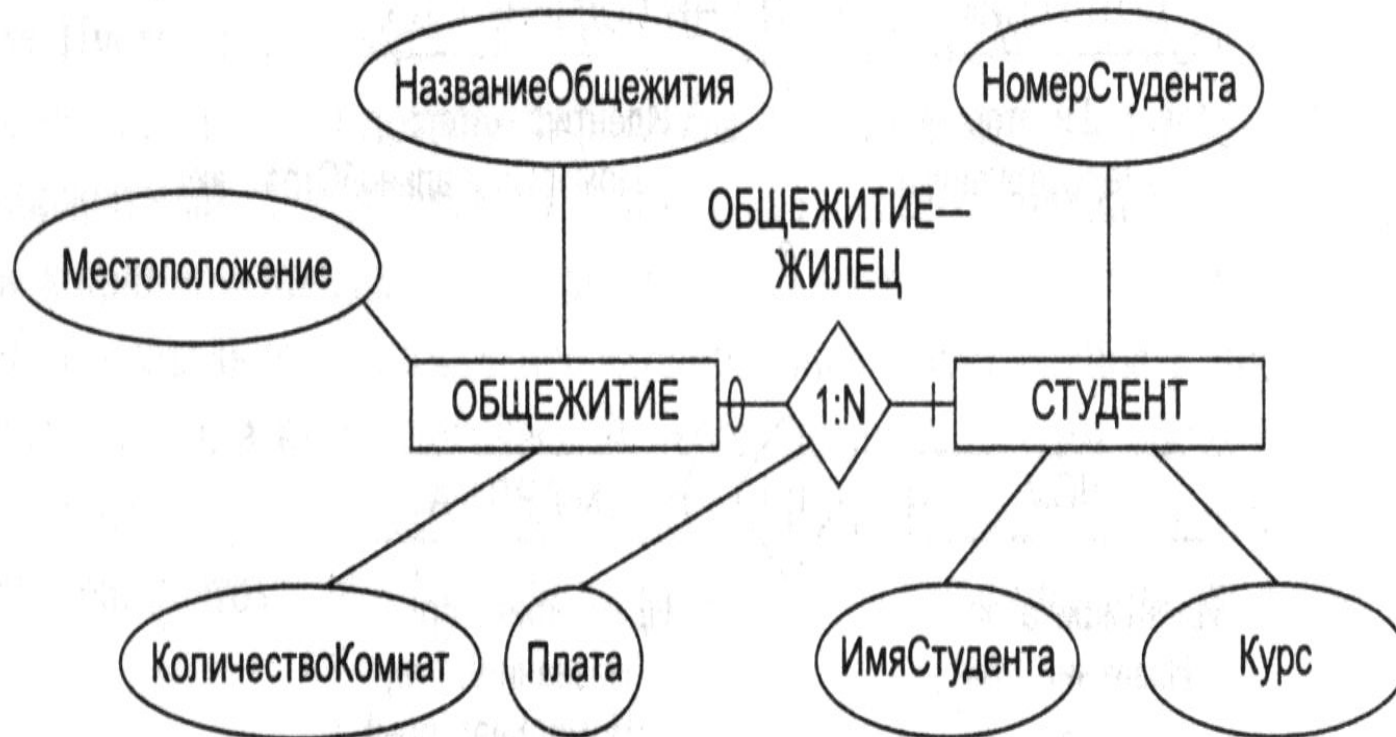 НазваниеОбщежития
НомерСтудента
ОБЩЕЖИТИЕ—
ЖИЛЕЦ
Местоположение
ОБЩЕЖИТИЕ
1:N
СТУДЕНТ
КоличествоКомнат
Плата
ИмяСтудента
Курс